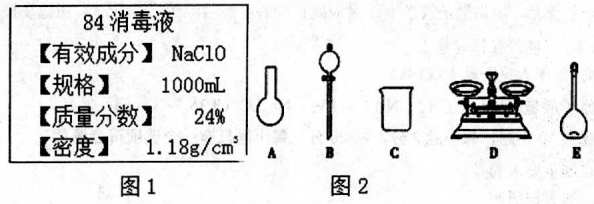 84消毒液
【有效成分】 NaClO
【规格】 1000mL
【质量分数】 24%
【密度】 1.18g/cm³
A B C D E
图1 图2